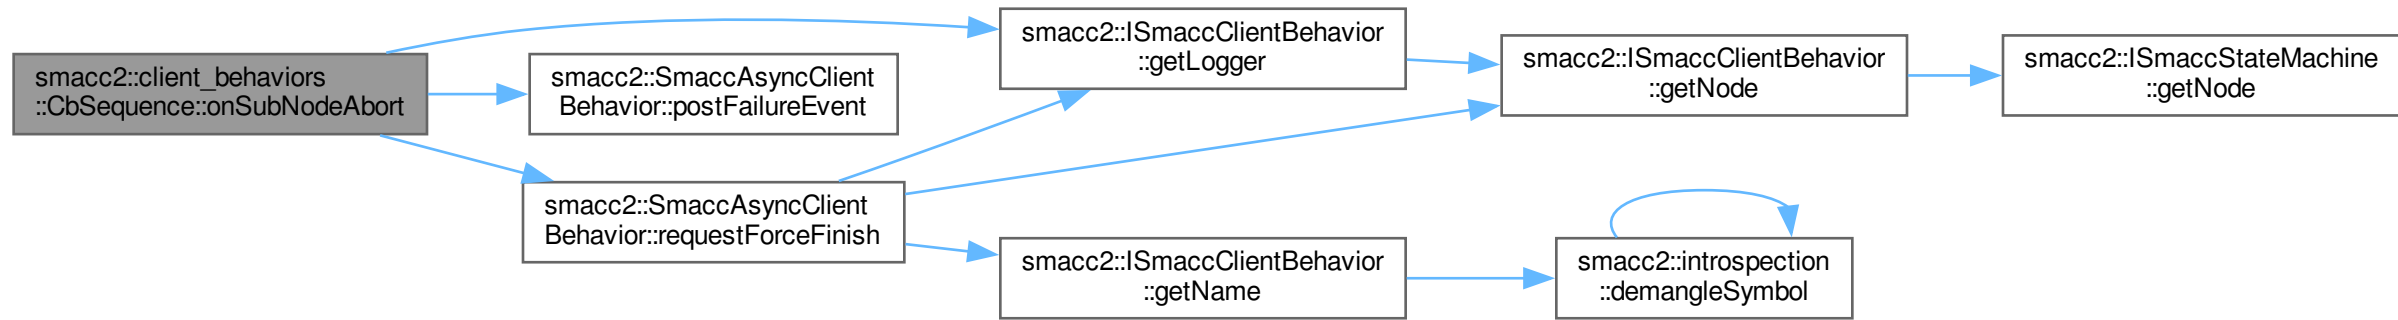 smacc2::client_behaviors
::CbSequence::onSubNodeAbort
smacc2::SmaccAsyncClient
Behavior::postFailureEvent
smacc2::SmaccAsyncClient
Behavior::requestForceFinish
smacc2::ISmaccClientBehavior
::getLogger
smacc2::ISmaccClientBehavior
::getName
smacc2::ISmaccClientBehavior
::getNode
smacc2::introspection
::demangleSymbol
smacc2::ISmaccStateMachine
::getNode